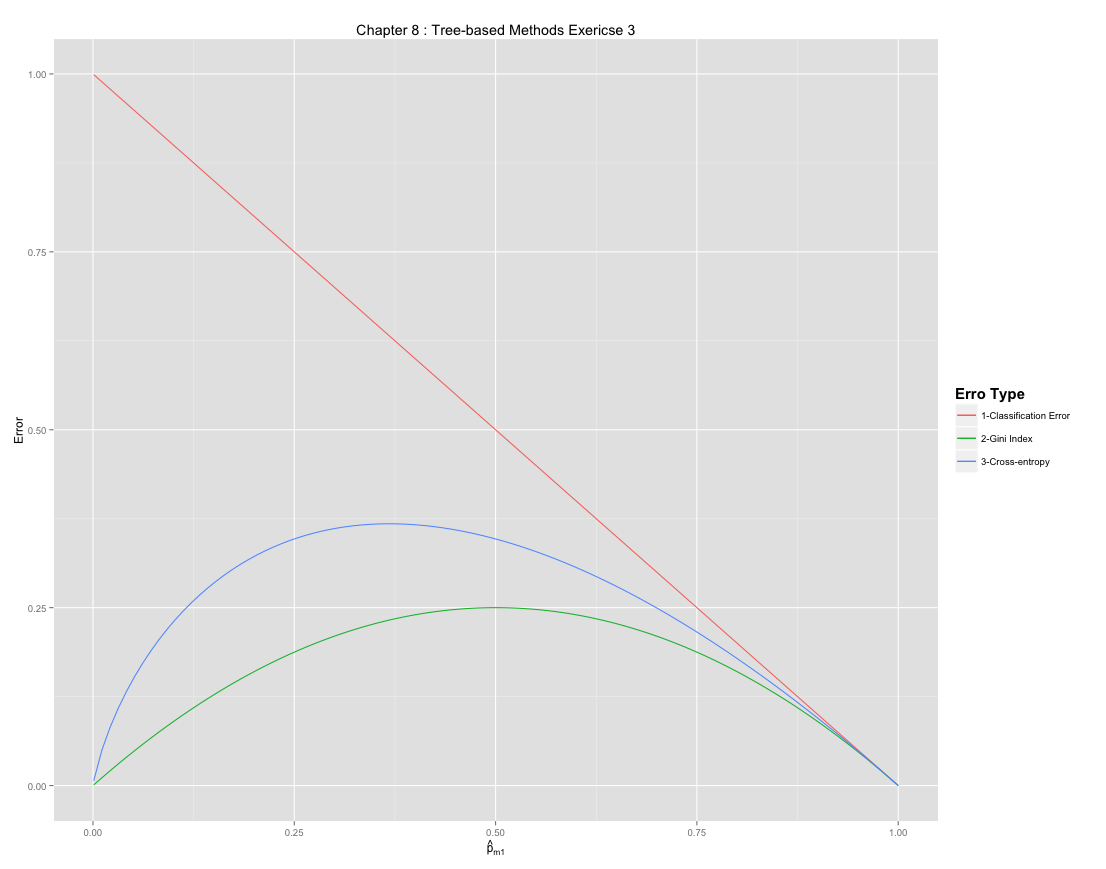 Chapter 8 : Tree-based Methods Exericse 3
1.00
0.75
0.50
0.25
0.00
Error
0.00 0.25 0.50 0.75 1.00
p̂m1
Erro Type
1-Classification Error
2-Gini Index
3-Cross-entropy